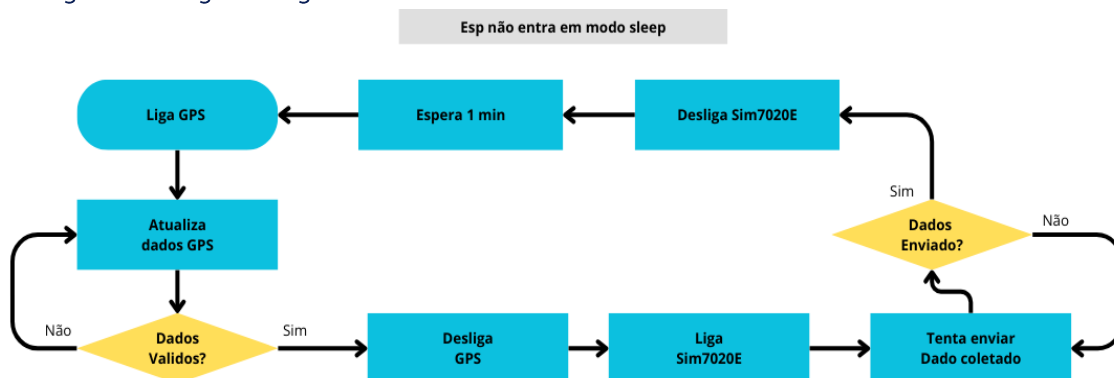 Esp não entra em modo sleep
Liga GPS
Espera 1 min
Desliga Sim7020E
Atualiza
dados GPS
Sim
Dados
Enviado?
Não
Não
Dados
Validos?
Sim
Desliga
GPS
Liga
Sim7020E
Tenta enviar
Dado coletado